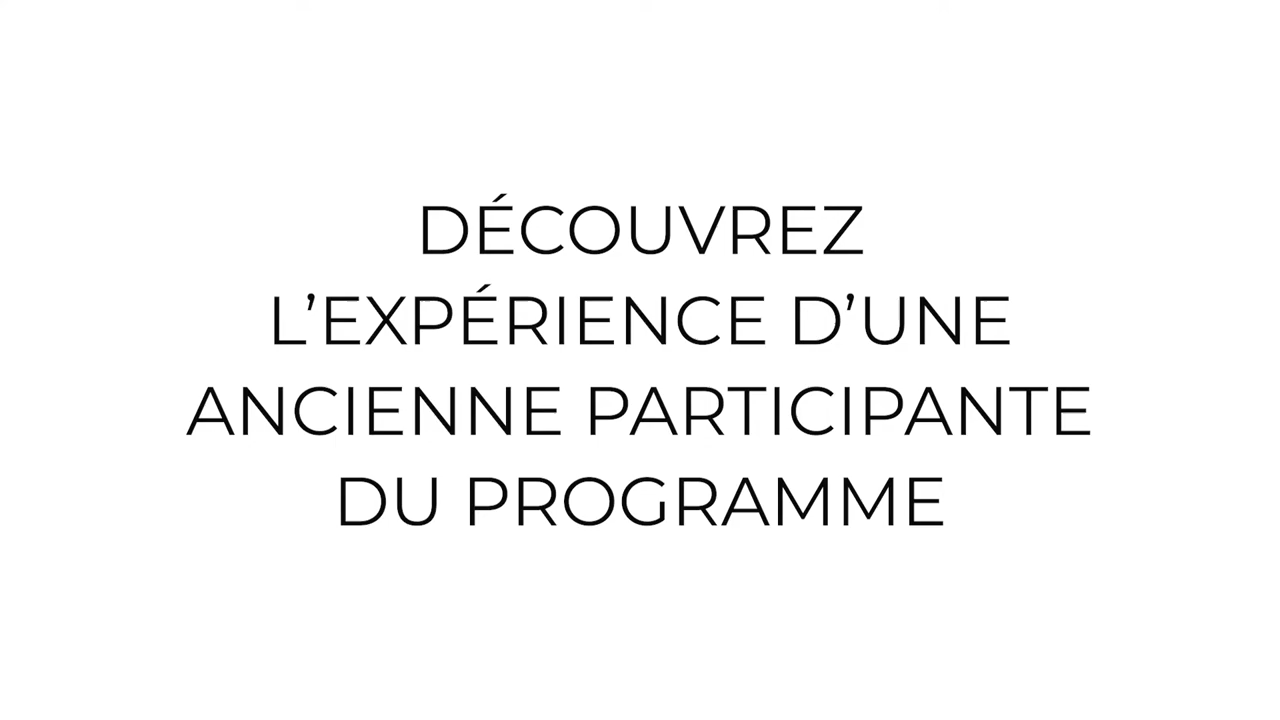 DÉCOUVREZ
L’EXPÉRIENCE D’UNE
ANCIENNE PARTICIPANTE
DU PROGRAMME